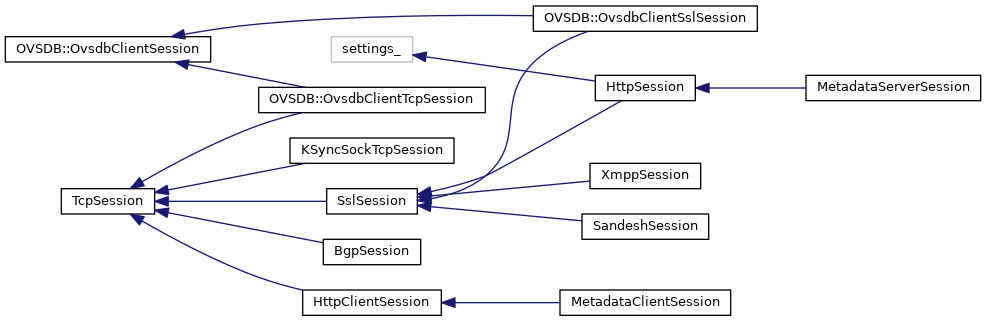 OVSDB::OvsdbClientSslSession
OVSDB::OvsdbClientSession
settings_
HttpSession
MetadataServerSession
OVSDB::OvsdbClientTcpSession
KSyncSockTcpSession
XmppSession
TcpSession
SslSession
SandeshSession
BgpSession
HttpClientSession
MetadataClientSession